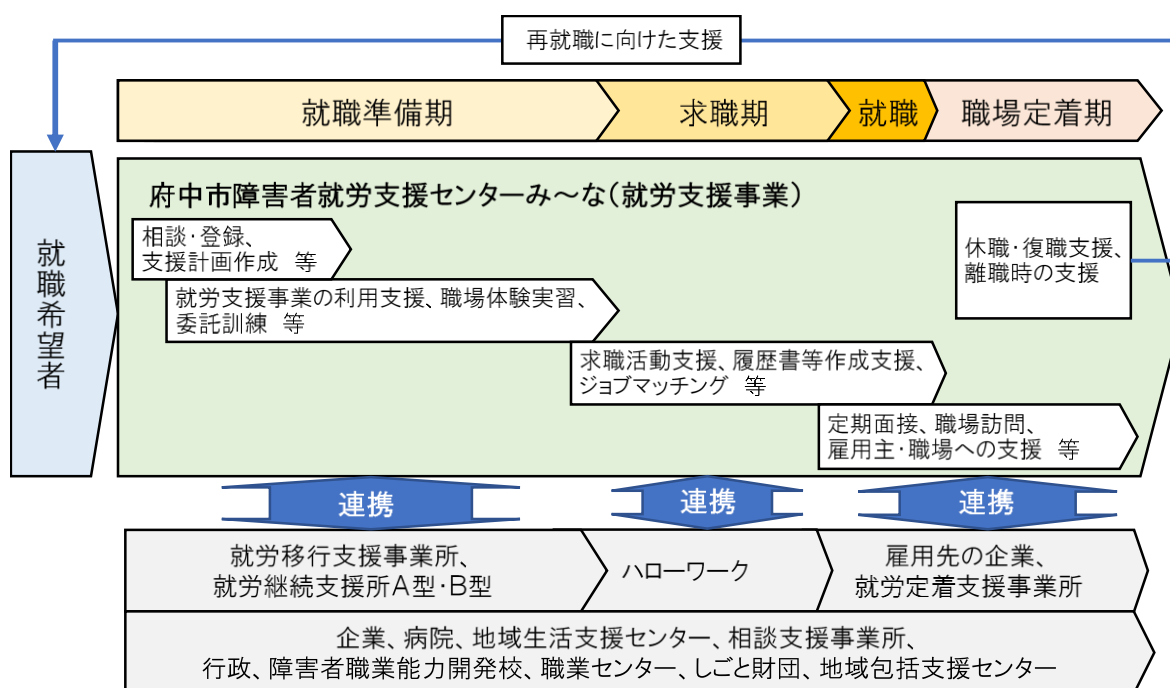 再就職に向けた支援
就職準備期
求職期
就職
職場定着期
就職希望者
府中市障害者就労支援センターみ～な（就労支援事業）
相談・登録、
支援計画作成　等
就労支援事業の利用支援、職場体験実習、
委託訓練　等
求職活動支援、履歴書等作成支援、
ジョブマッチング　等
定期面接、職場訪問、
雇用主・職場への支援　等
休職・復職支援、
離職時の支援
連携
連携
連携
就労移行支援事業所、
就労継続支援所A型・B型
ハローワーク
雇用先の企業、
就労定着支援事業所
企業、病院、地域生活支援センター、相談支援事業所、
行政、障害者職業能力開発校、職業センター、しごと財団、地域包括支援センター